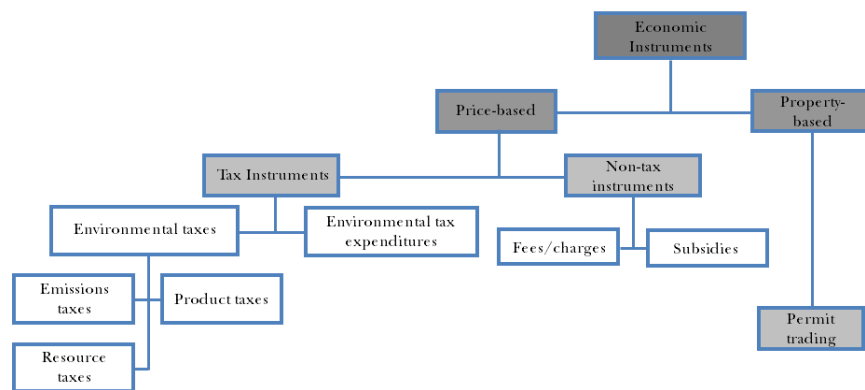 Economic
Instruments
Price-based
Property-
based
Tax Instruments
Non-tax
instruments
Environmental taxes
Environmental tax
expenditures
Fees/charges
Subsidies
Emissions
taxes
Product taxes
Permit
trading
Resource
taxes